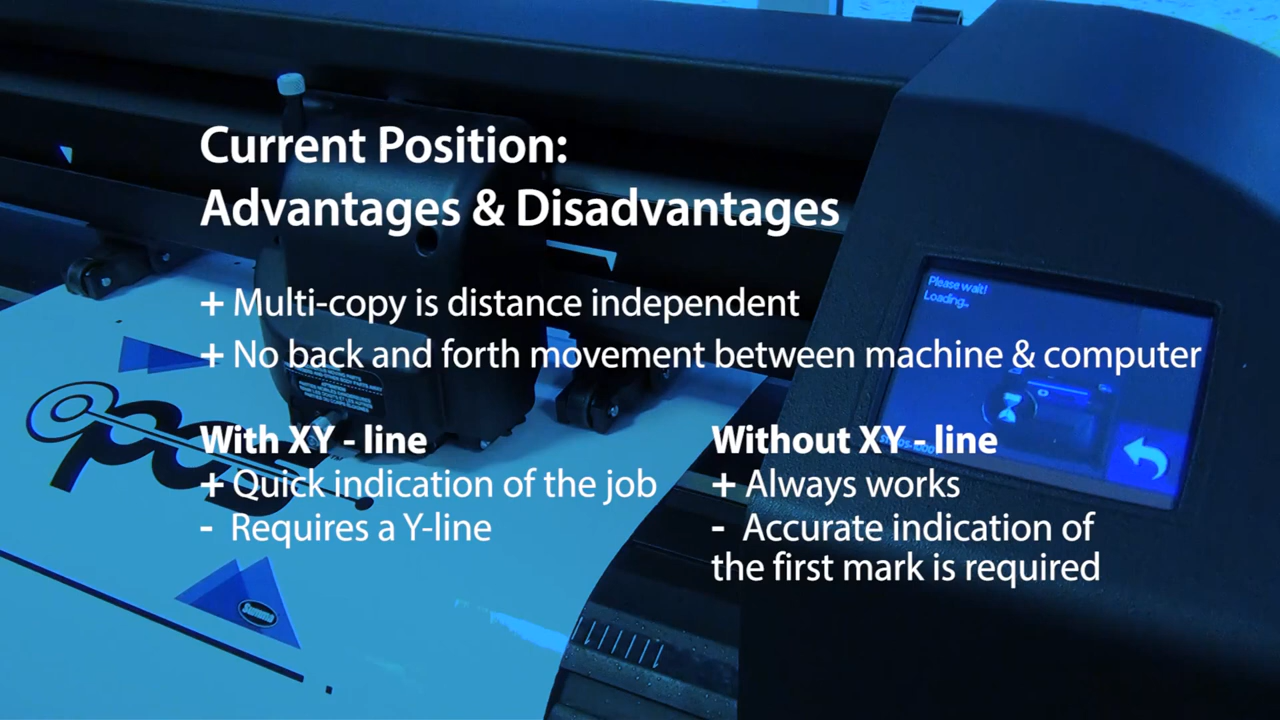 Current Position:
Advantages & Disadvantages
+ Multi-copy is distance independent
+ No back and forth movement between machine & computer
With XY - line
+ Quick indication of the job
- Requires a Y-line
Without XY - line
+ Always works
- Accurate indication of
the first mark is required
Please wait!
Loading..
Summa